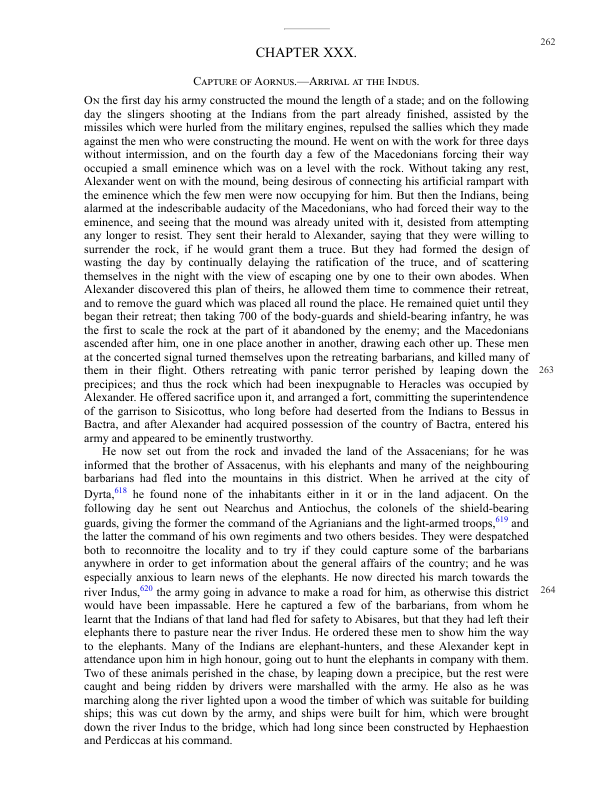 262
CHAPTER XXX.
Capture of Aornus.—Arrival at the Indus.
On the first day his army constructed the mound the length of a stade; and on the following
day the slingers shooting at the Indians from the part already finished, assisted by the
missiles which were hurled from the military engines, repulsed the sallies which they made
against the men who were constructing the mound. He went on with the work for three days
without intermission, and on the fourth day a few of the Macedonians forcing their way
occupied a small eminence which was on a level with the rock. Without taking any rest,
Alexander went on with the mound, being desirous of connecting his artificial rampart with
the eminence which the few men were now occupying for him. But then the Indians, being
alarmed at the indescribable audacity of the Macedonians, who had forced their way to the
eminence, and seeing that the mound was already united with it, desisted from attempting
any longer to resist. They sent their herald to Alexander, saying that they were willing to
surrender the rock, if he would grant them a truce. But they had formed the design of
wasting the day by continually delaying the ratification of the truce, and of scattering
themselves in the night with the view of escaping one by one to their own abodes. When
Alexander discovered this plan of theirs, he allowed them time to commence their retreat,
and to remove the guard which was placed all round the place. He remained quiet until they
began their retreat; then taking 700 of the body-guards and shield-bearing infantry, he was
the first to scale the rock at the part of it abandoned by the enemy; and the Macedonians
ascended after him, one in one place another in another, drawing each other up. These men
at the concerted signal turned themselves upon the retreating barbarians, and killed many of
them in their flight. Others retreating with panic terror perished by leaping down the 263
precipices; and thus the rock which had been inexpugnable to Heracles was occupied by
Alexander. He offered sacrifice upon it, and arranged a fort, committing the superintendence
of the garrison to Sisicottus, who long before had deserted from the Indians to Bessus in
Bactra, and after Alexander had acquired possession of the country of Bactra, entered his
army and appeared to be eminently trustworthy.
He now set out from the rock and invaded the land of the Assacenians; for he was
informed that the brother of Assacenus, with his elephants and many of the neighbouring
barbarians had fled into the mountains in this district. When he arrived at the city of
Dyrta,618 he found none of the inhabitants either in it or in the land adjacent. On the
following day he sent out Nearchus and Antiochus, the colonels of the shield-bearing
guards, giving the former the command of the Agrianians and the light-armed troops,619 and
the latter the command of his own regiments and two others besides. They were despatched
both to reconnoitre the locality and to try if they could capture some of the barbarians
anywhere in order to get information about the general affairs of the country; and he was
especially anxious to learn news of the elephants. He now directed his march towards the
river Indus,620 the army going in advance to make a road for him, as otherwise this district 264
would have been impassable. Here he captured a few of the barbarians, from whom he
learnt that the Indians of that land had fled for safety to Abisares, but that they had left their
elephants there to pasture near the river Indus. He ordered these men to show him the way
to the elephants. Many of the Indians are elephant-hunters, and these Alexander kept in
attendance upon him in high honour, going out to hunt the elephants in company with them.
Two of these animals perished in the chase, by leaping down a precipice, but the rest were
caught and being ridden by drivers were marshalled with the army. He also as he was
marching along the river lighted upon a wood the timber of which was suitable for building
ships; this was cut down by the army, and ships were built for him, which were brought
down the river Indus to the bridge, which had long since been constructed by Hephaestion
and Perdiccas at his command.